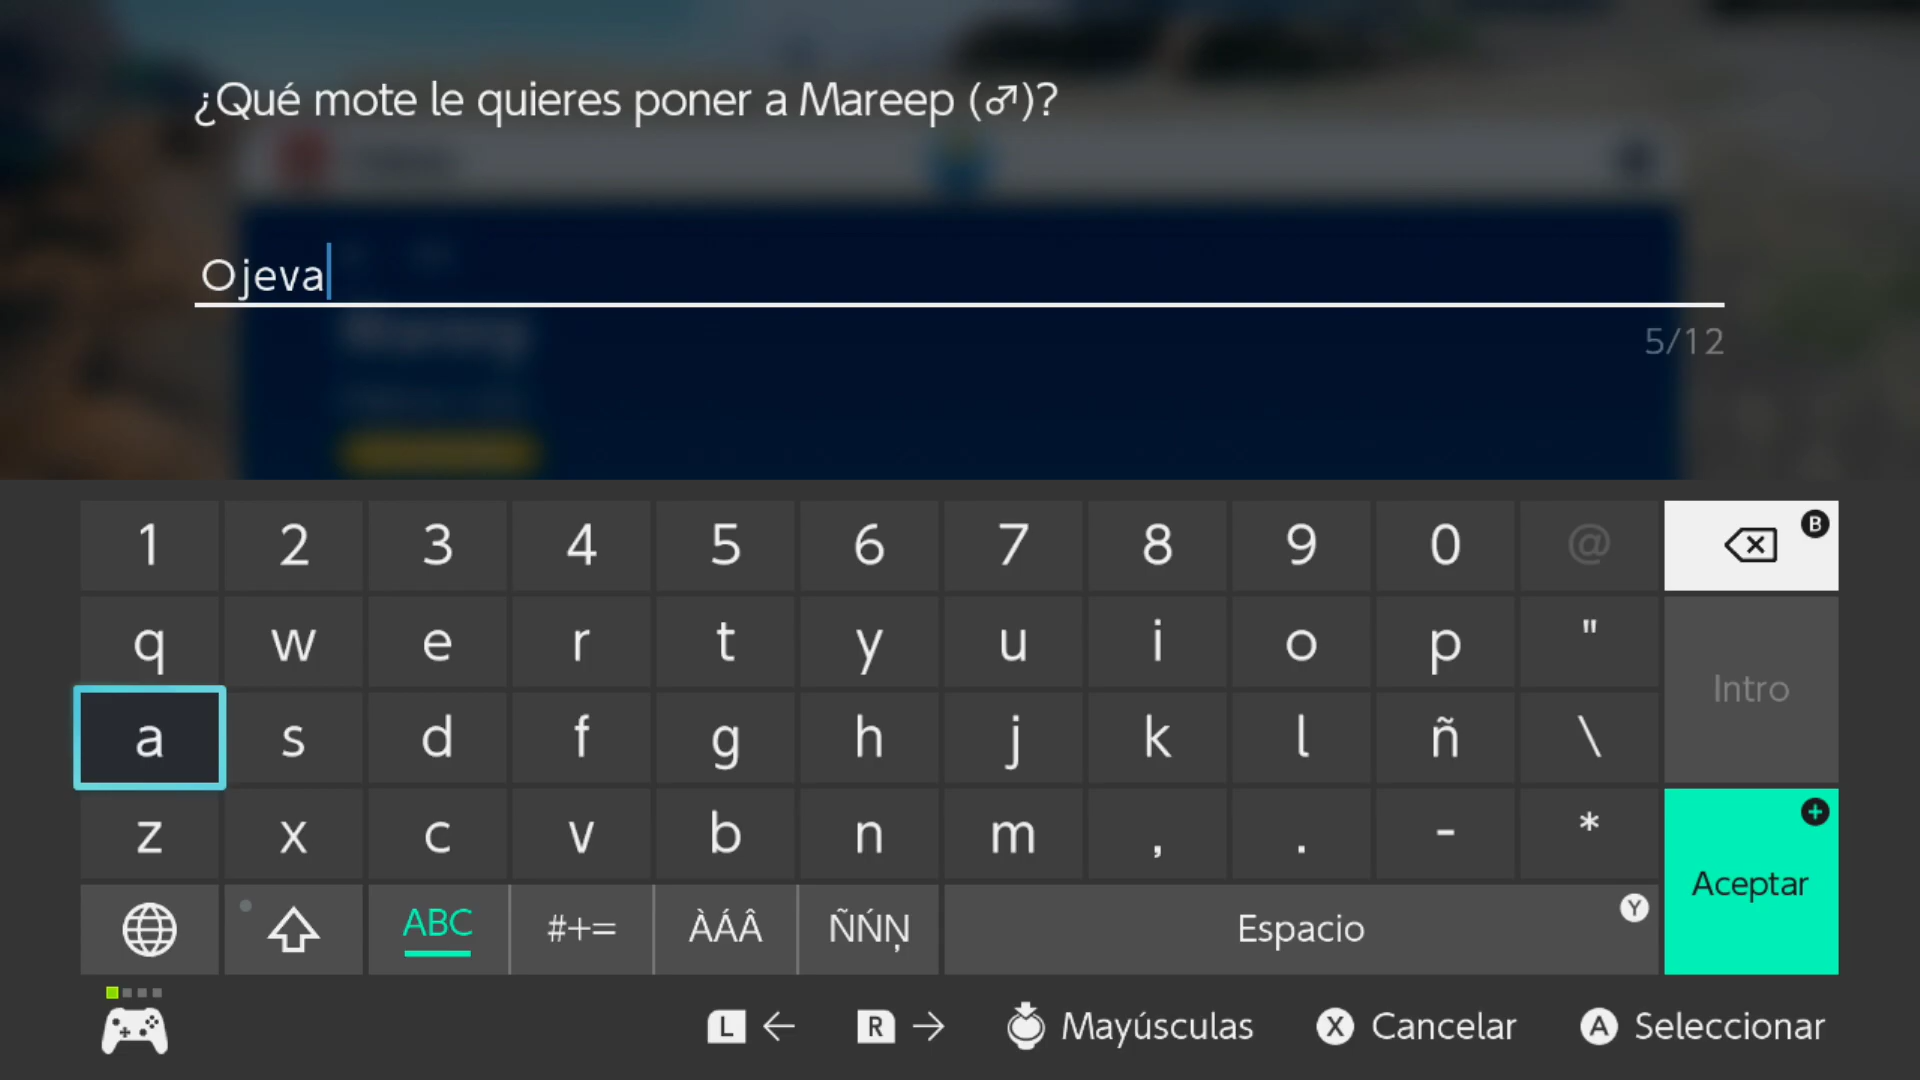 ¿Qué mote le quieres poner a Mareep (♂)?
Ojeva
5/12
1 2 3 4 5 6 7 8 9 0 @ B
q w e r t y u i o p "
Intro
a s d f g h j k l ñ \
z x c v b n m , . - *
Aceptar
ABC #+= ÀÁÂ ÑŃŅ Espacio Y
L ← R → Mayúsculas X Cancelar A Seleccionar